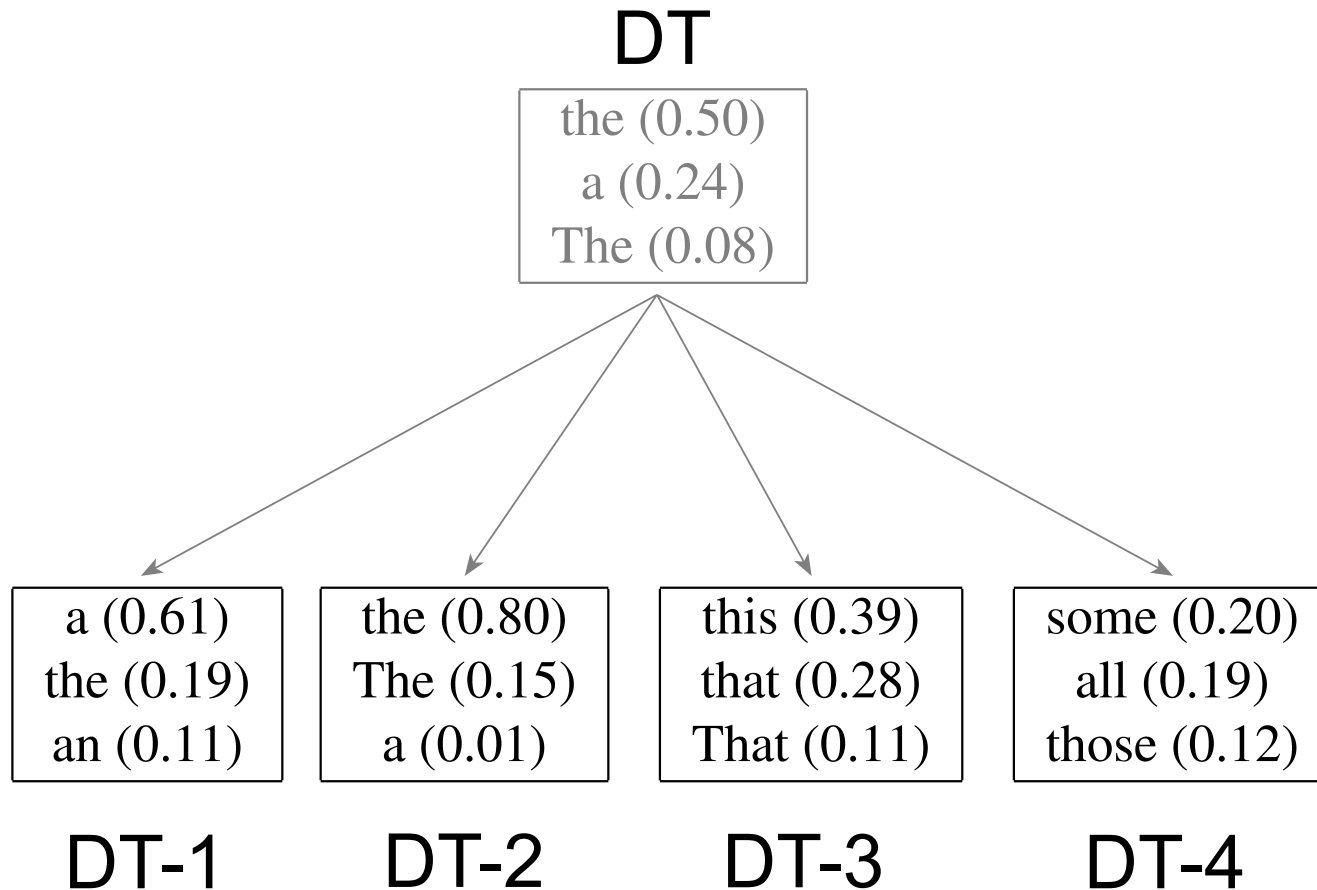 DT
the (0.50)
a (0.24)
The (0.08)
a (0.61)
the (0.19)
an (0.11)
the (0.80)
The (0.15)
a (0.01)
this (0.39)
that (0.28)
That (0.11)
some (0.20)
all (0.19)
those (0.12)
DT-1
DT-2
DT-3
DT-4